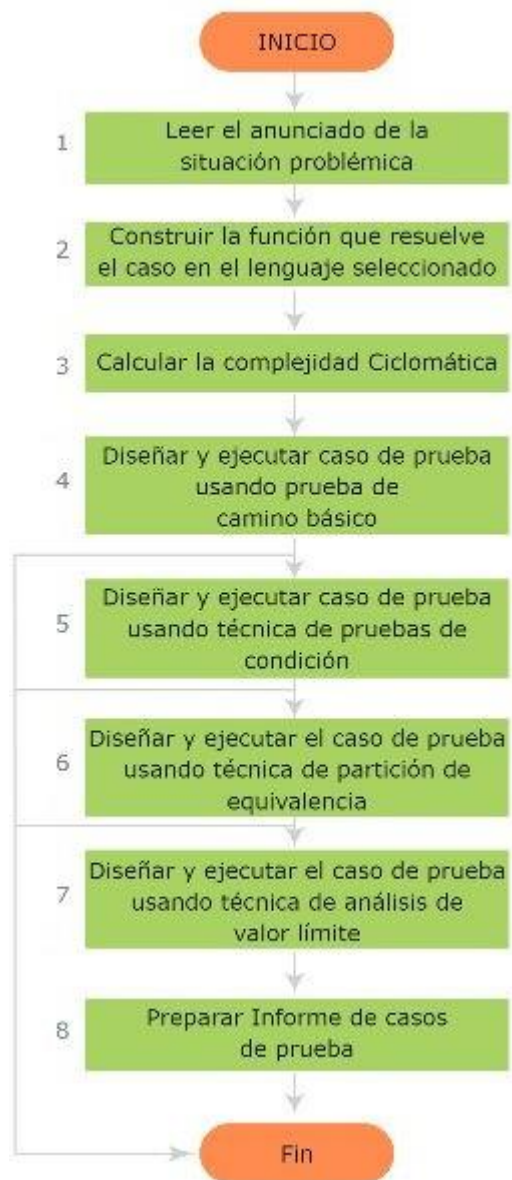 INICIO
1
Leer el anunciado de la
situación problémica
2
Construir la función que resuelve
el caso en el lenguaje seleccionado
3
Calcular la complejidad Ciclomática
4
Diseñar y ejecutar caso de prueba
usando prueba de
camino básico
5
Diseñar y ejecutar caso de prueba
usando técnica de pruebas de
condición
6
Diseñar y ejecutar el caso de prueba
usando técnica de partición de
equivalencia
7
Diseñar y ejecutar el caso de prueba
usando técnica de análisis de
valor límite
8
Preparar Informe de casos
de prueba
Fin